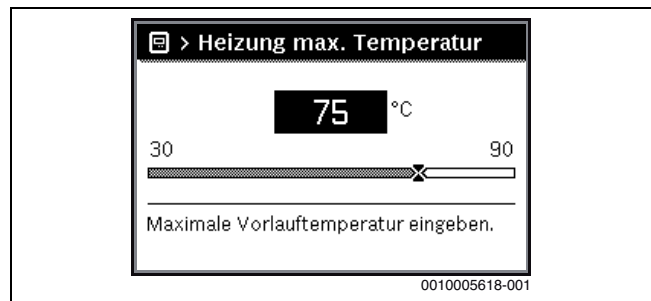 > Heizung max. Temperatur
75 °C
30 90
Maximale Vorlauftemperatur eingeben.
0010005618-001